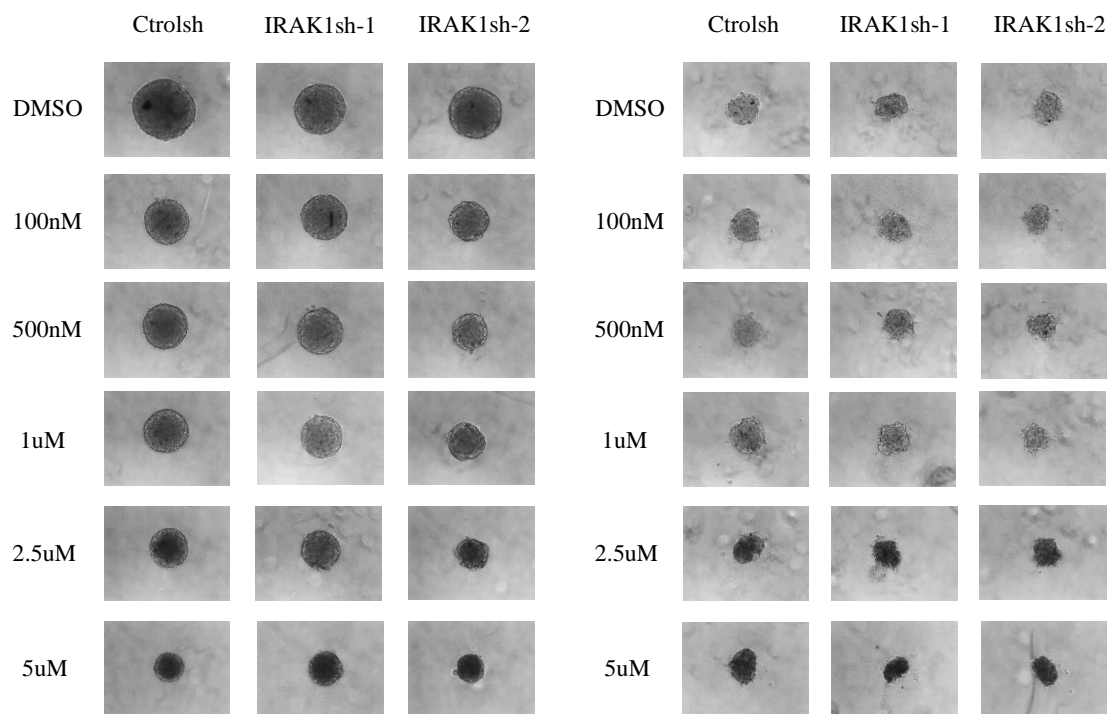 Ctrolsh IRAK1sh-1 IRAK1sh-2 Ctrolsh IRAK1sh-1 IRAK1sh-2
DMSO DMSO
100nM 100nM
500nM 500nM
1uM 1uM
2.5uM 2.5uM
5uM 5uM